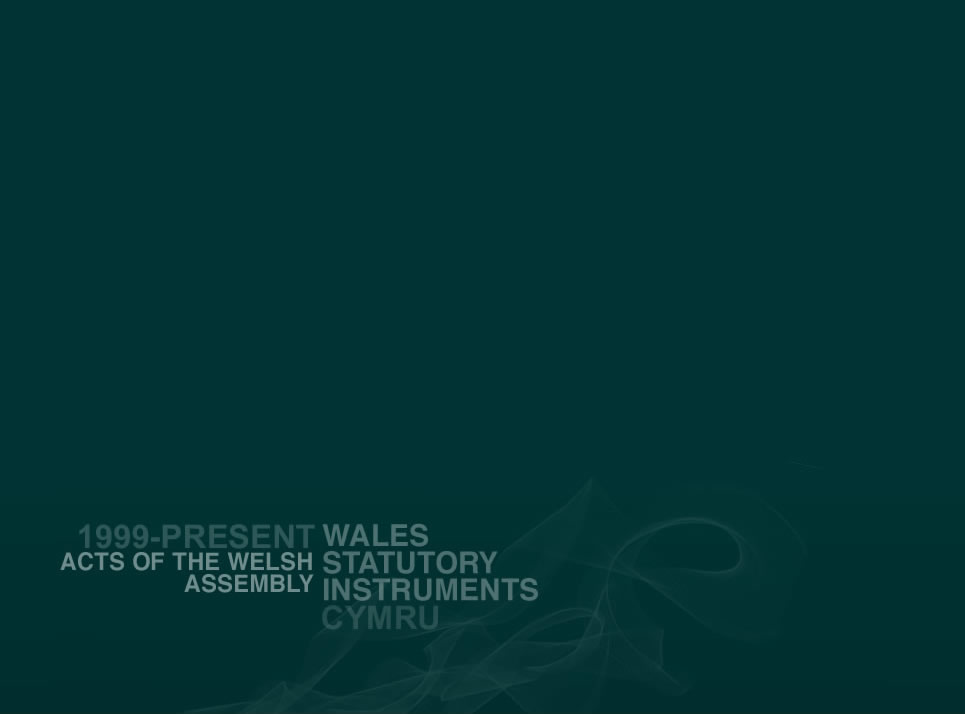 1999-PRESENT
ACTS OF THE WELSH
ASSEMBLY
WALES
STATUTORY
INSTRUMENTS
CYMRU